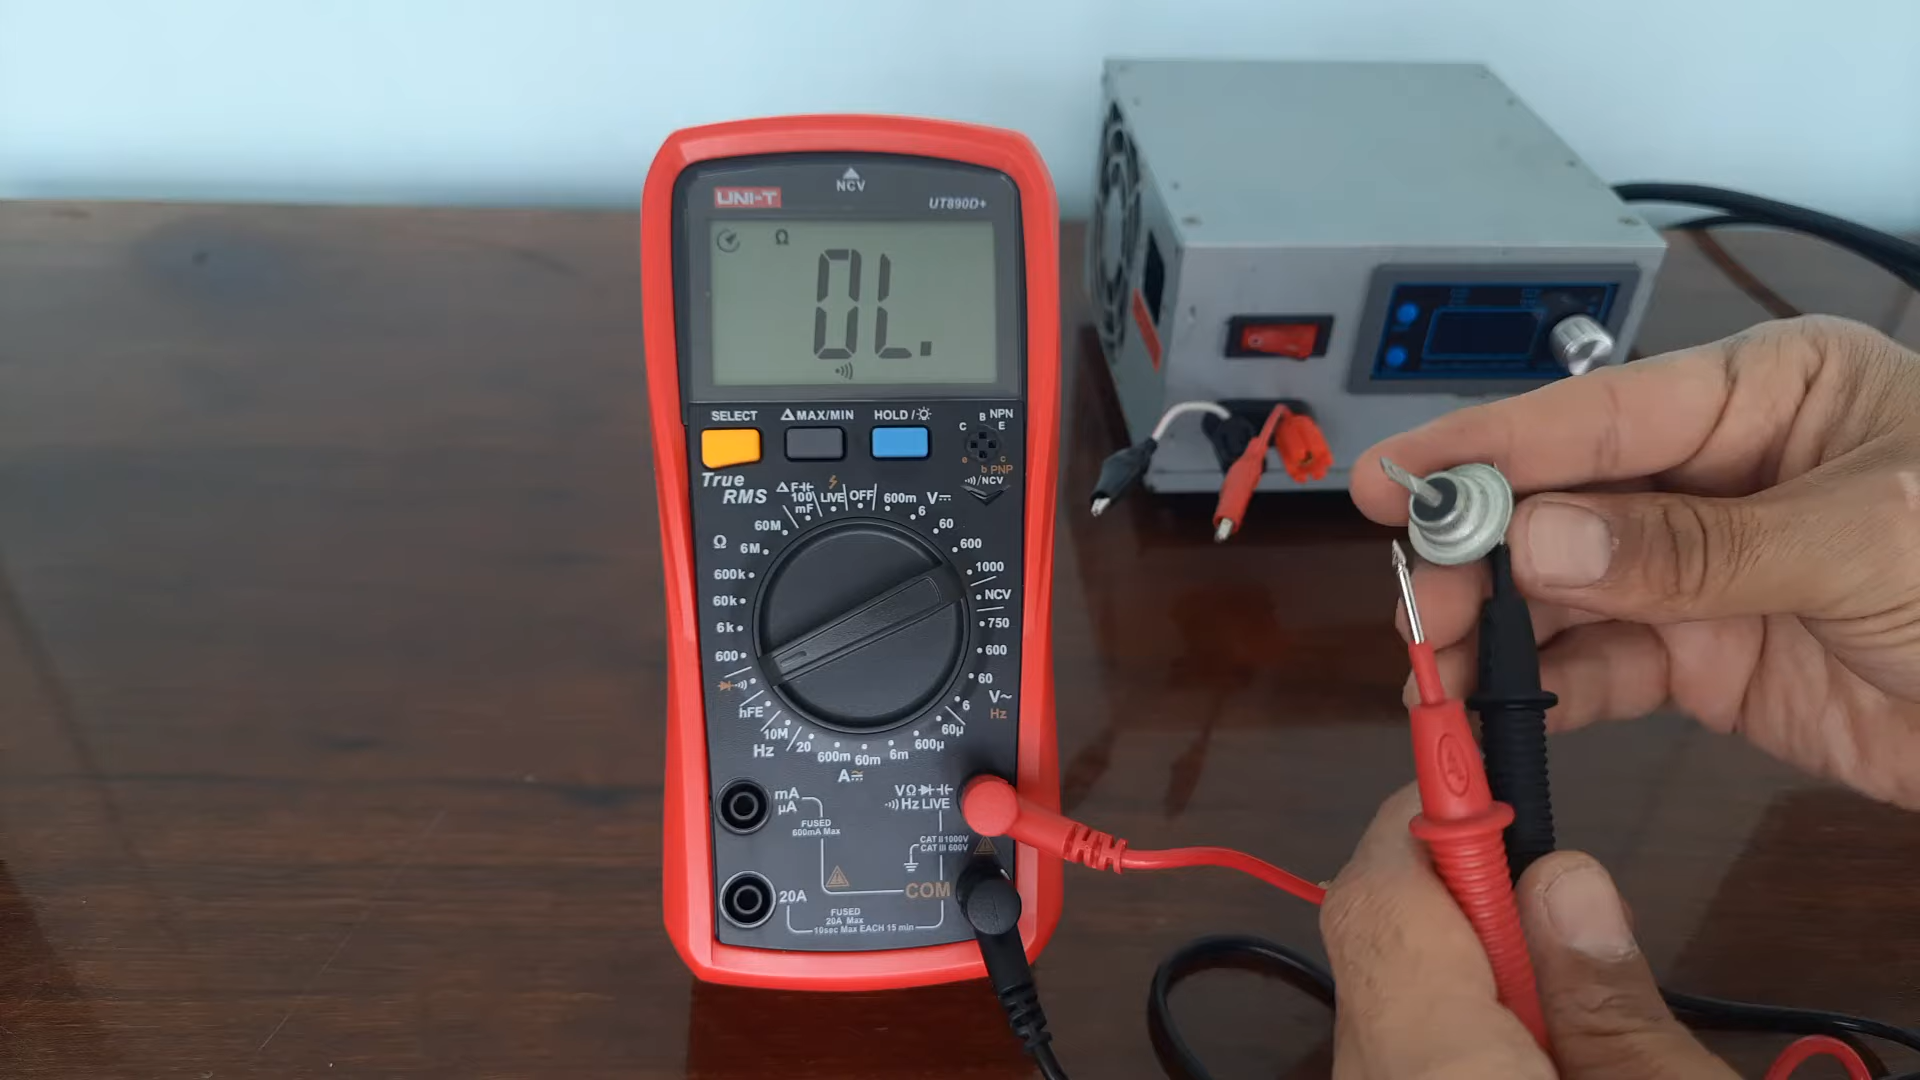 NCV
UNI-T
UT890D+
Ω
OL.
SELECT
Δ MAX/MIN
HOLD /
B NPN
C E
e c
b PNP
/NCV
True
RMS
Δ F
100
mF
LIVE
OFF
600m
V
6
60
600
1000
NCV
750
600
60
6
V~
Hz
60M
Ω
6M
600k
60k
6k
600
hFE
10M
Hz
20
600m
60m
6m
600µ
60µ
A
mA
µA
FUSED
600mA Max
VΩ
Hz LIVE
CAT II 1000V
CAT III 600V
COM
20A
FUSED
20A Max
10sec Max EACH 15 min